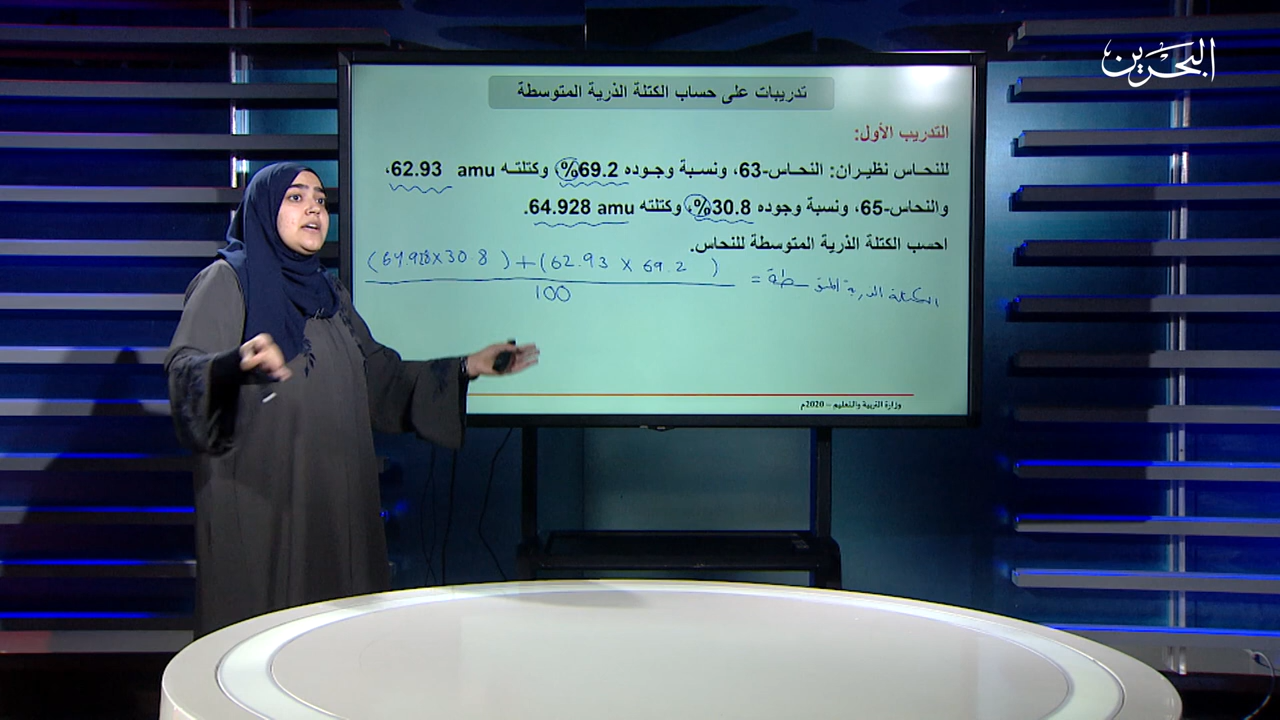 البحرين
تدريبات على حساب الكتلة الذرية المتوسطة
التدريب الأول:
للنحاس نظيران: النحاس-63، ونسبة وجوده 69.2% وكتلته 62.93 amu،
والنحاس-65، ونسبة وجوده 30.8%، وكتلته 64.928 amu.
احسب الكتلة الذرية المتوسطة للنحاس.
الكتلة الذرية المتوسطة = (64.928 x 30.8) + (62.93 x 69.2)
100
وزارة التربية والتعليم – 2020م